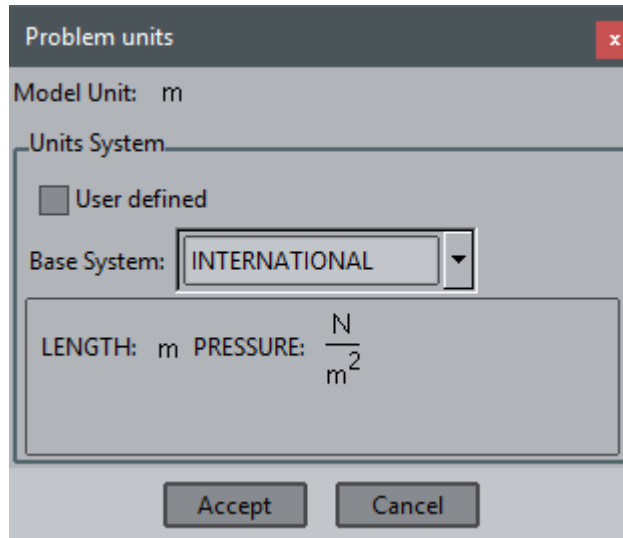 Problem units x
Model Unit: m
Units System
User defined
Base System: INTERNATIONAL
LENGTH: m PRESSURE: N/m²
Accept Cancel